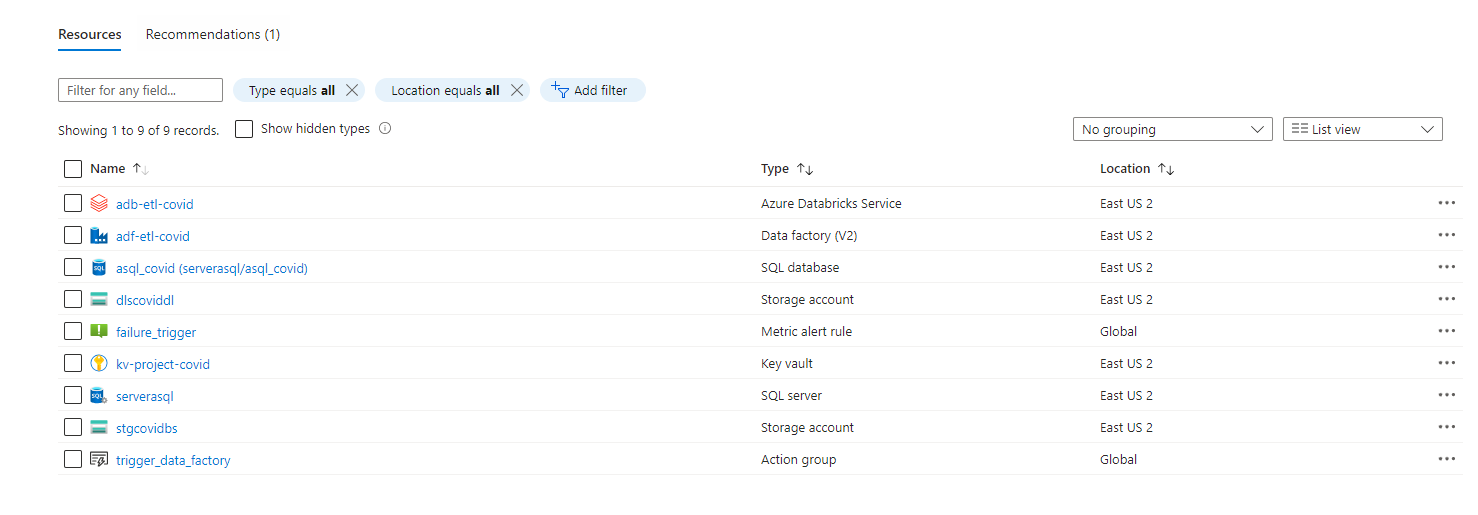 Resources Recommendations (1)
Filter for any field... Type equals all Location equals all Add filter
Showing 1 to 9 of 9 records. Show hidden types No grouping List view
Name Type Location
adb-etl-covid Azure Databricks Service East US 2
adf-etl-covid Data factory (V2) East US 2
asql_covid (serverasql/asql_covid) SQL database East US 2
dlscoviddl Storage account East US 2
failure_trigger Metric alert rule Global
kv-project-covid Key vault East US 2
serverasql SQL server East US 2
stgcovidbs Storage account East US 2
trigger_data_factory Action group Global